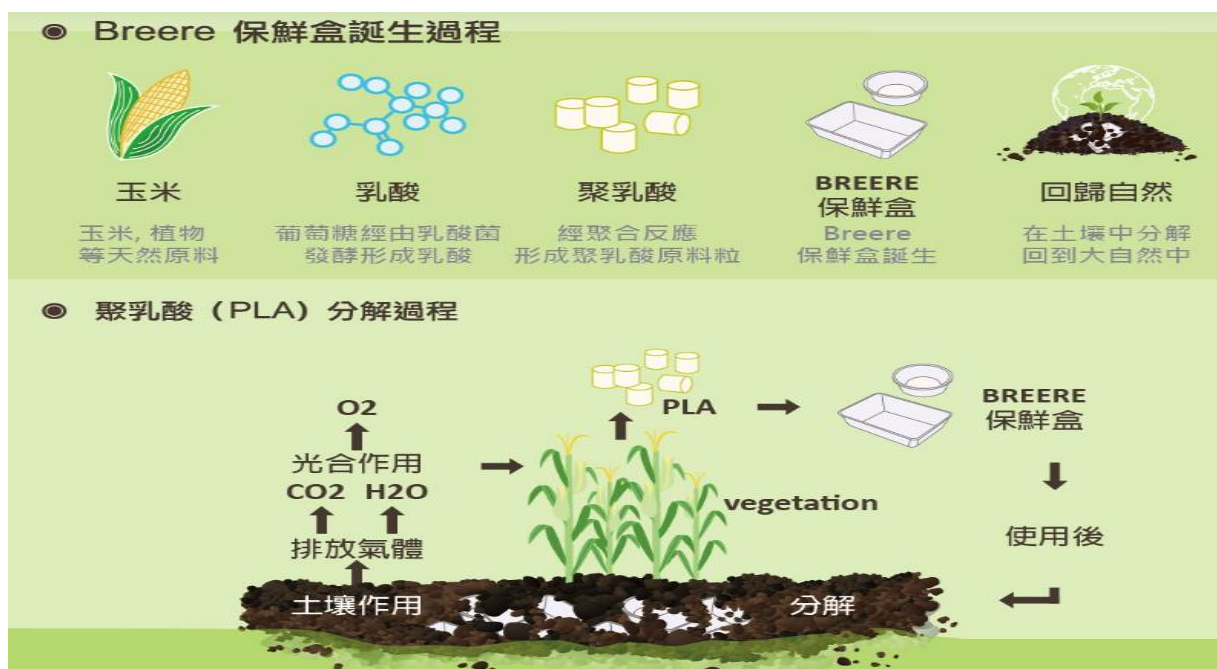 Breere 保鮮盒誕生過程
玉米
玉米, 植物
等天然原料
乳酸
葡萄糖經由乳酸菌
發酵形成乳酸
聚乳酸
經聚合反應
形成聚乳酸原料粒
BREERE
保鮮盒
Breere
保鮮盒誕生
回歸自然
在土壤中分解
回到大自然中
聚乳酸（PLA）分解過程
O2
光合作用
CO2 H2O
排放氣體
土壤作用
PLA
vegetation
BREERE
保鮮盒
使用後
分解